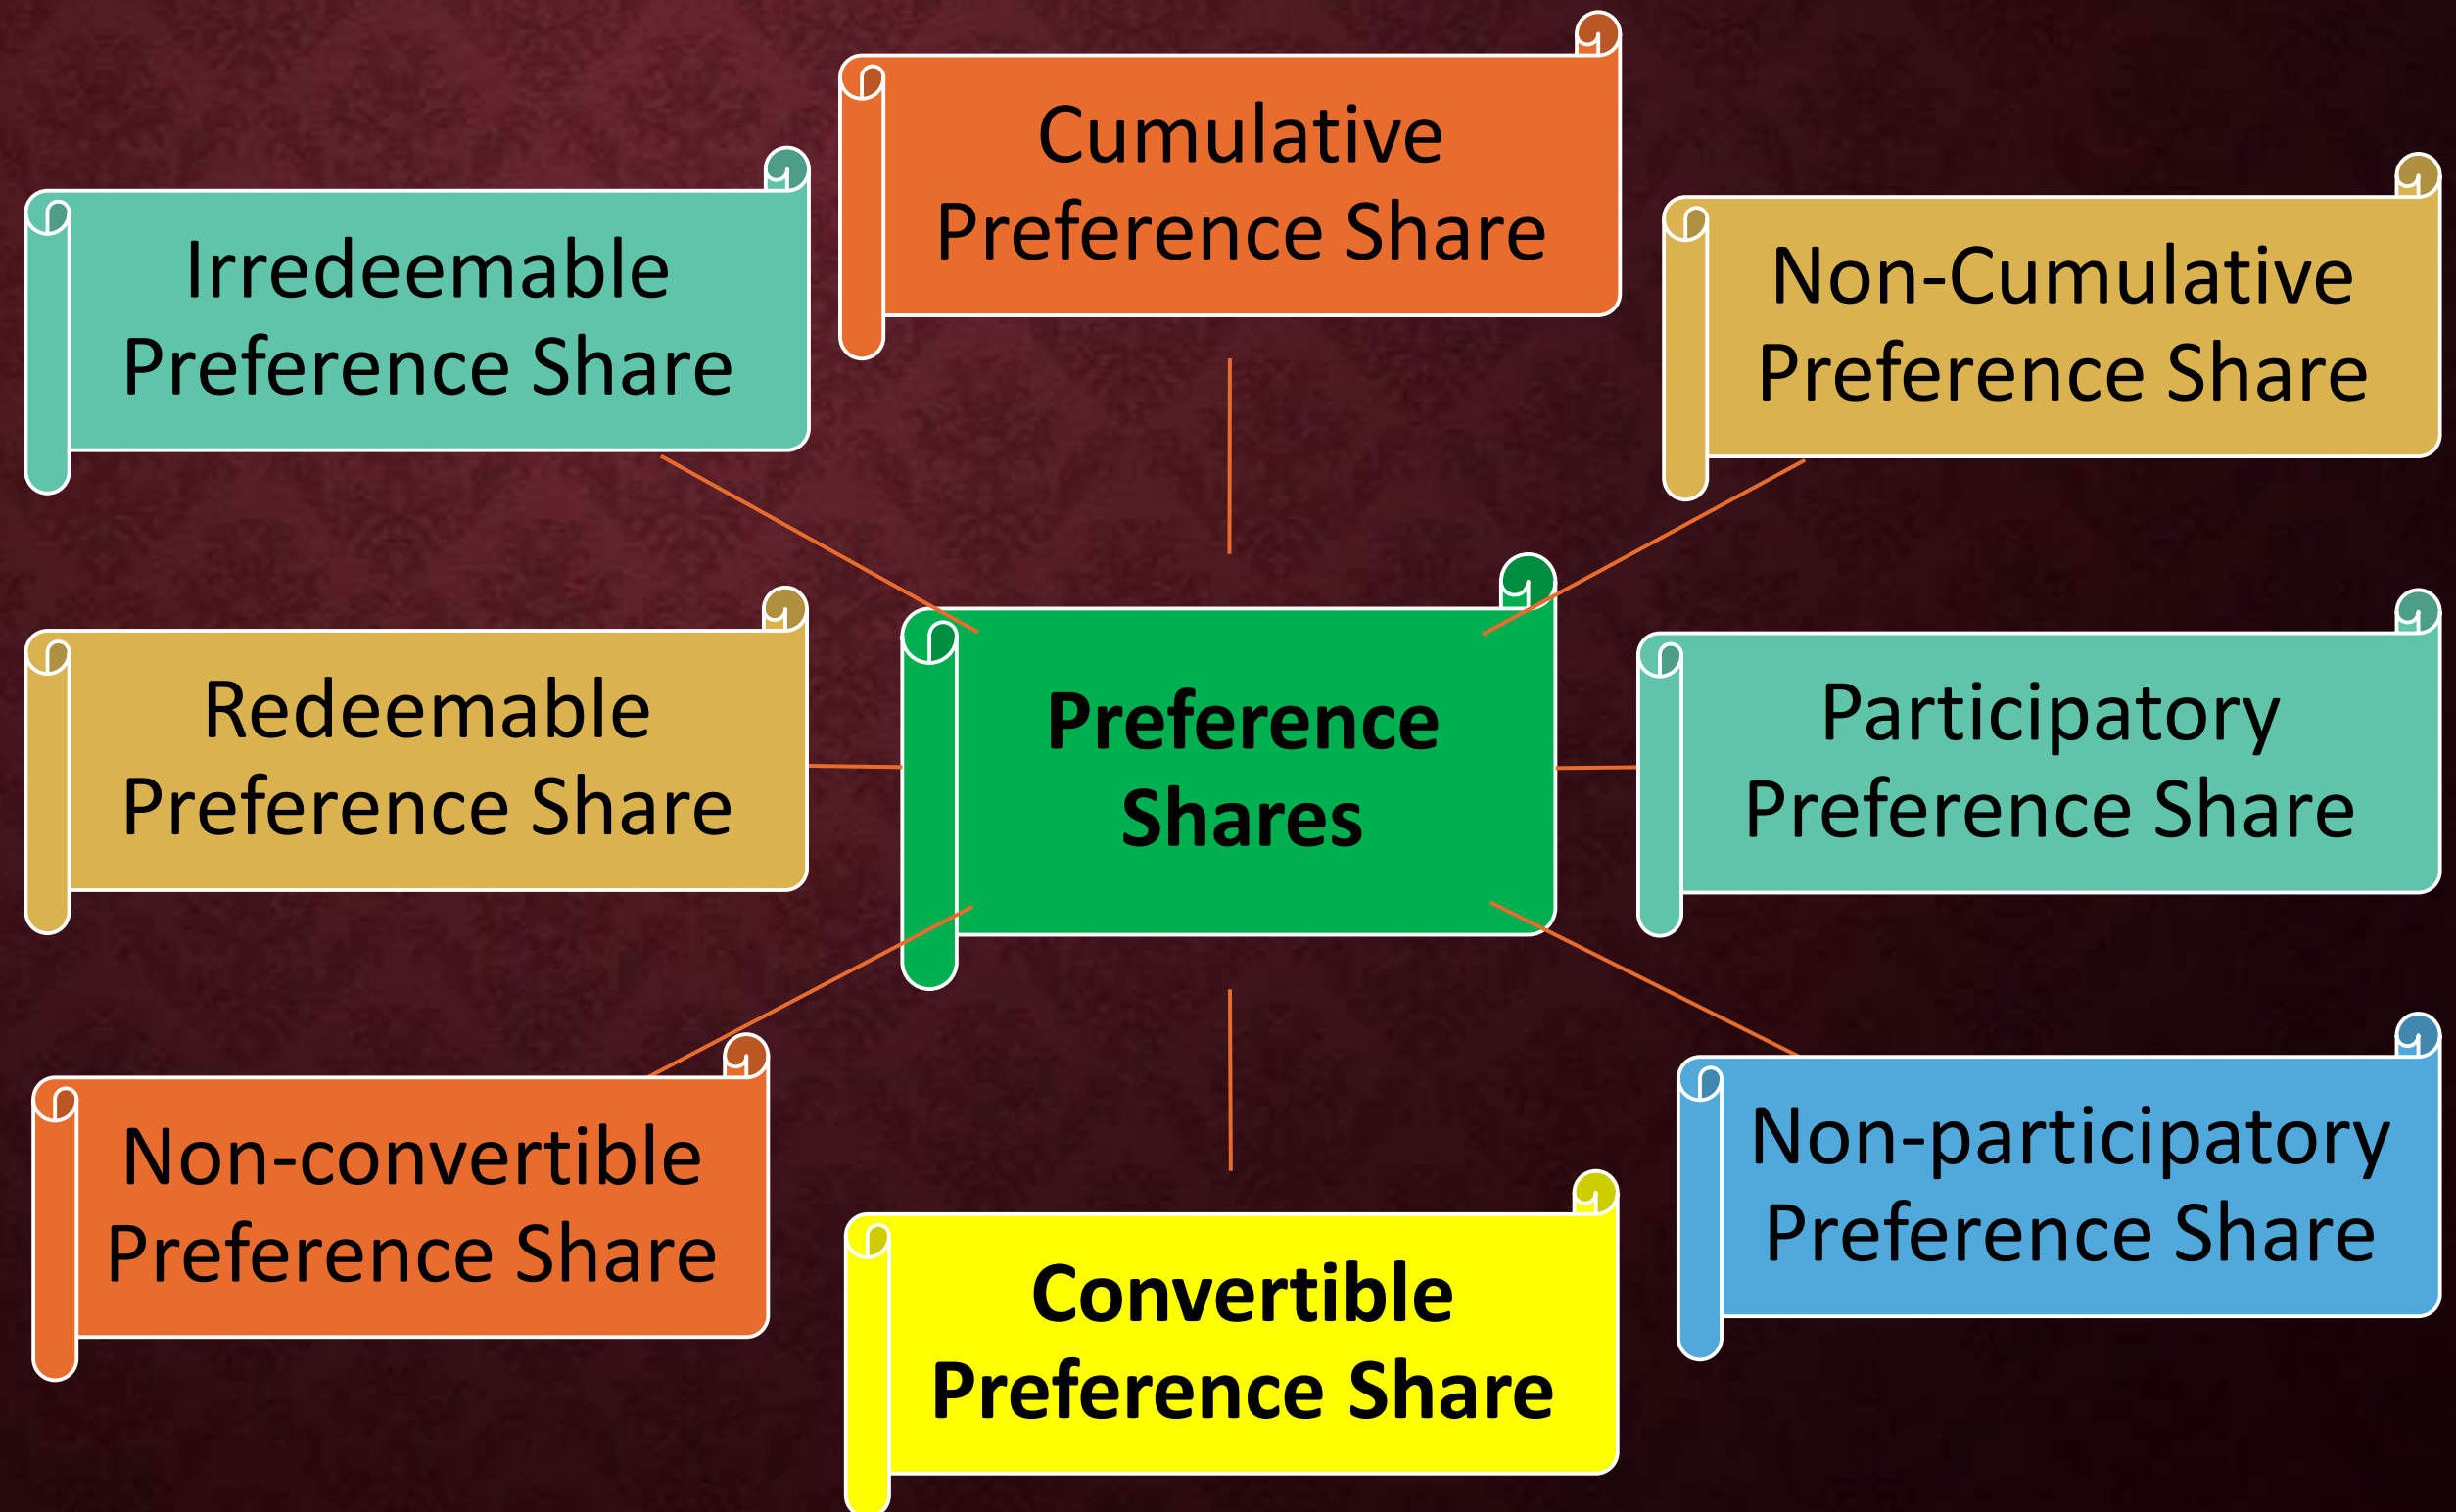 Cumulative
Preference Share
Irredeemable
Preference Share
Non-Cumulative
Preference Share
Redeemable
Preference Share
Preference
Shares
Participatory
Preference Share
Non-convertible
Preference Share
Convertible
Preference Share
Non-participatory
Preference Share